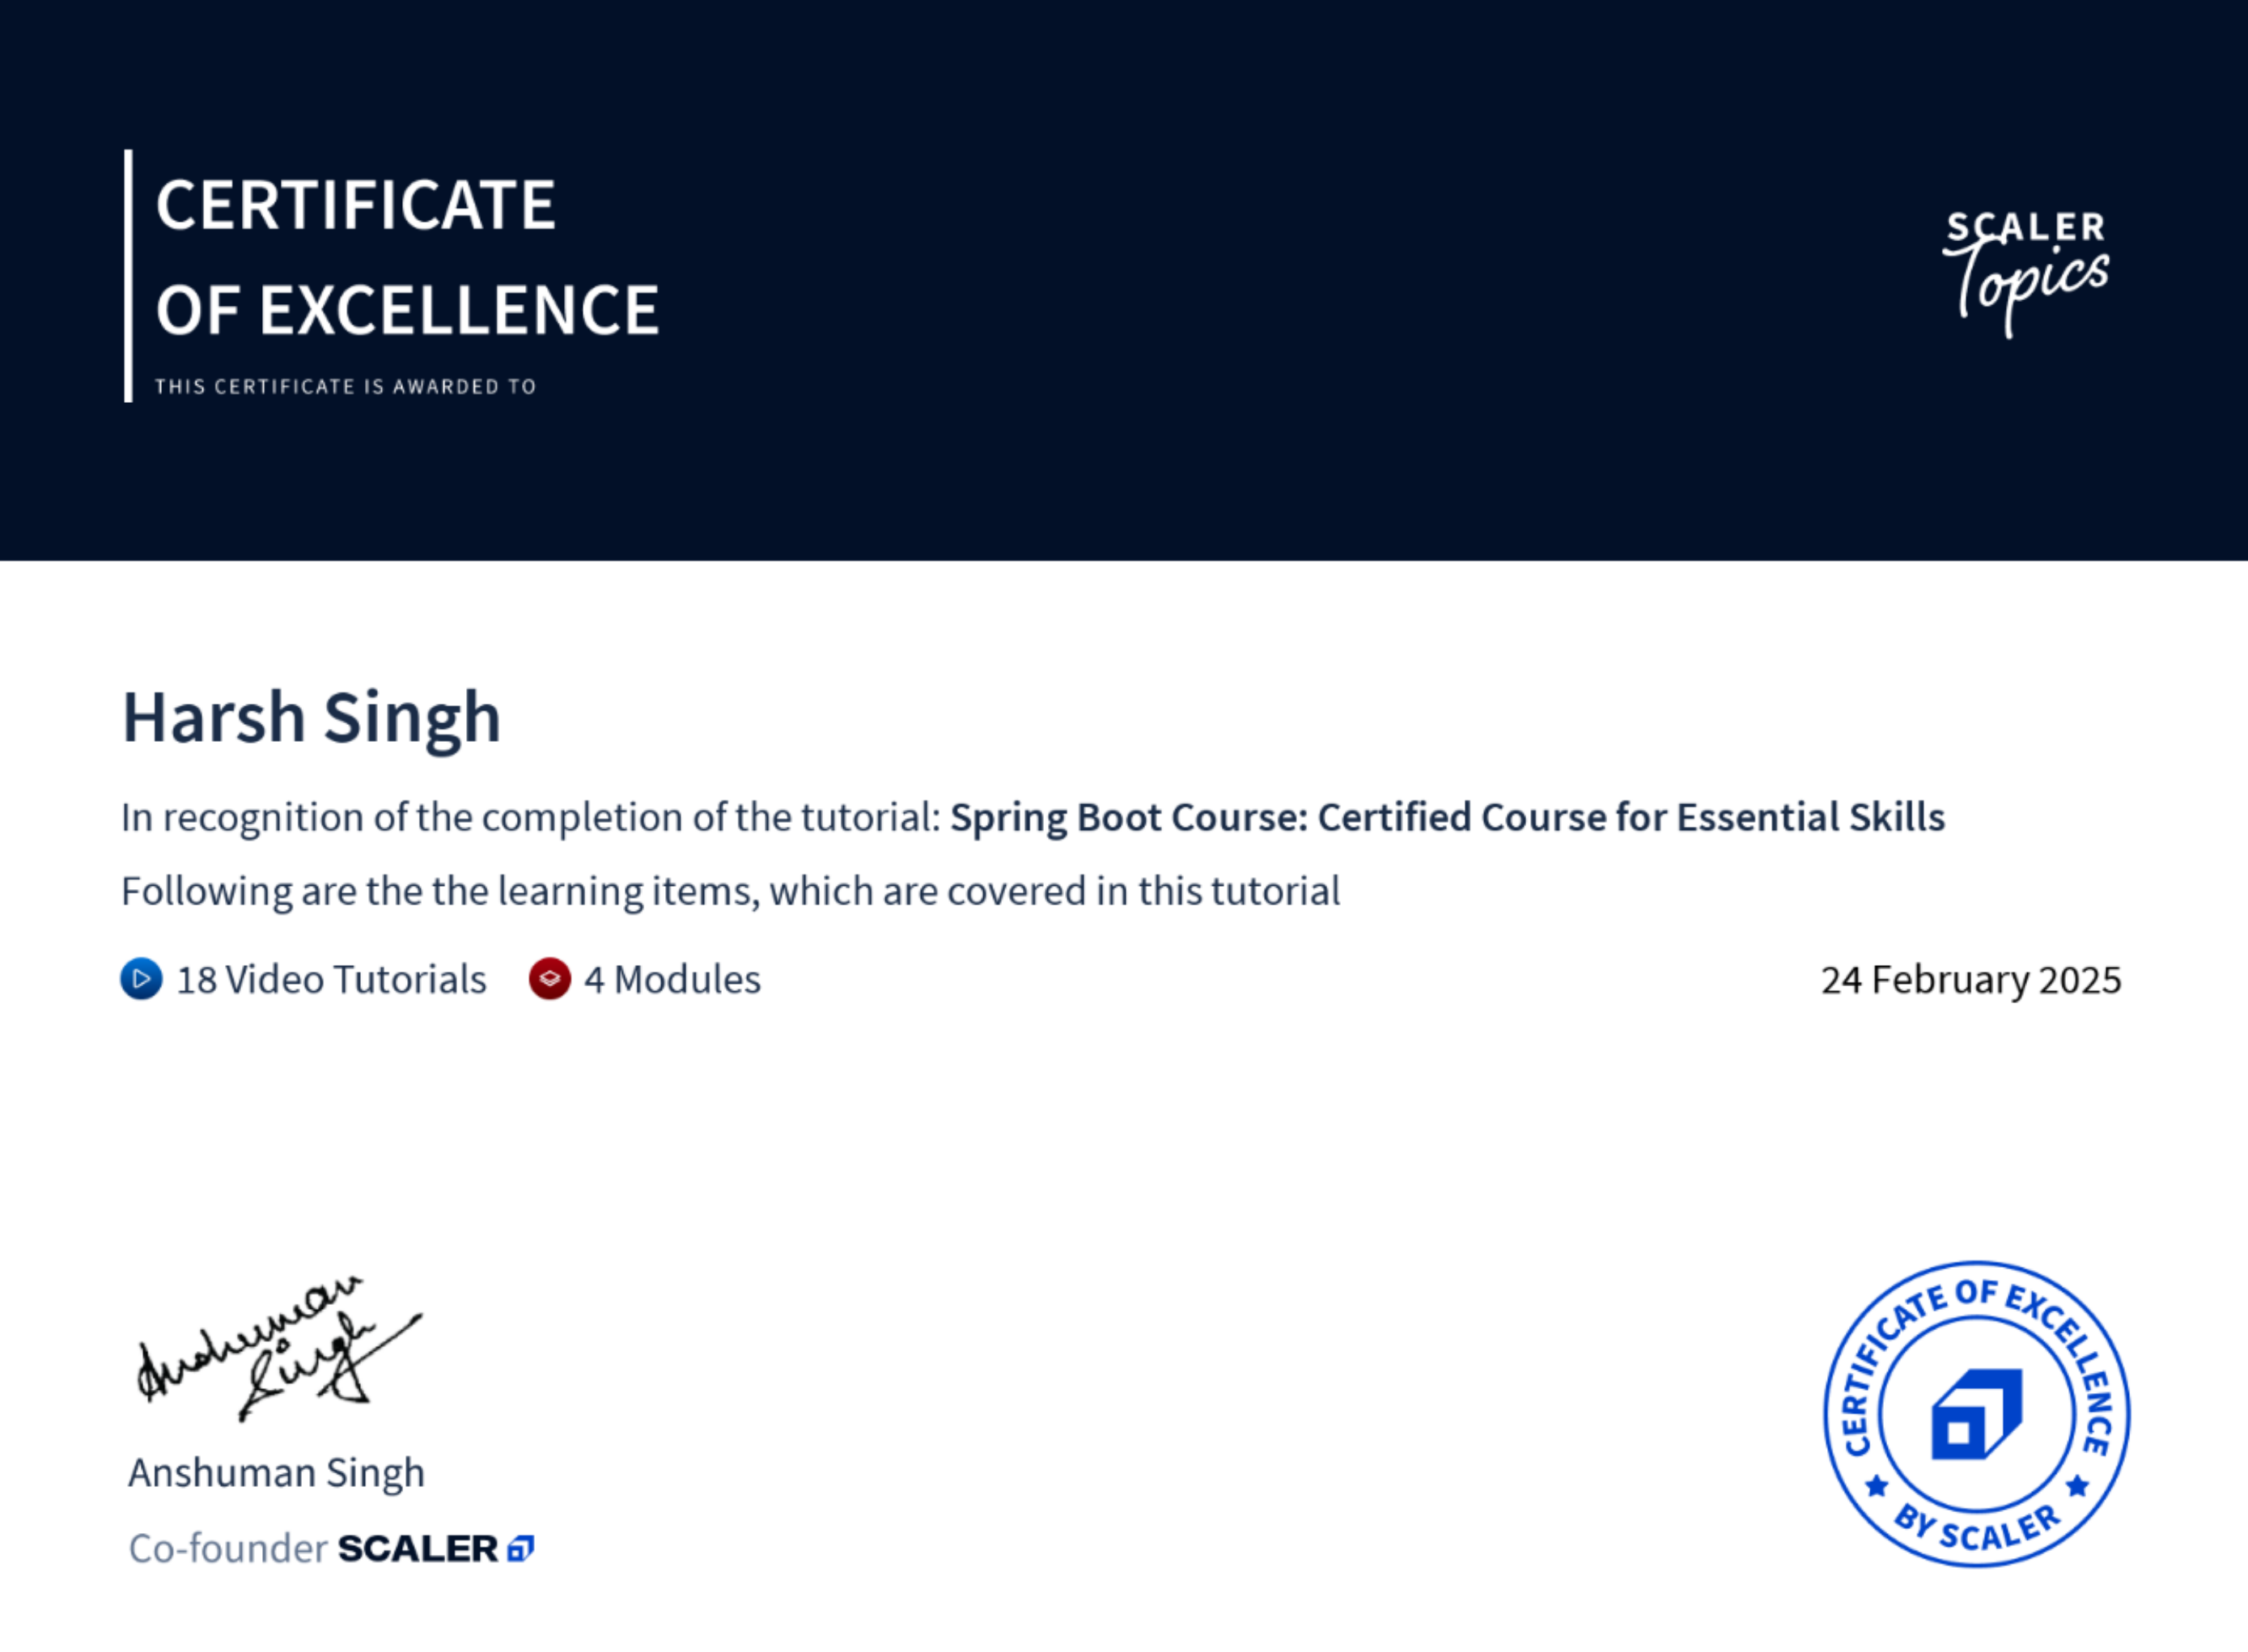 CERTIFICATE
OF EXCELLENCE
THIS CERTIFICATE IS AWARDED TO
SCALER
Topics
Harsh Singh
In recognition of the completion of the tutorial: Spring Boot Course: Certified Course for Essential Skills
Following are the the learning items, which are covered in this tutorial
18 Video Tutorials 4 Modules
24 February 2025
Anshuman
Singh
Anshuman Singh
Co-founder SCALER
CERTIFICATE OF EXCELLENCE
BY SCALER